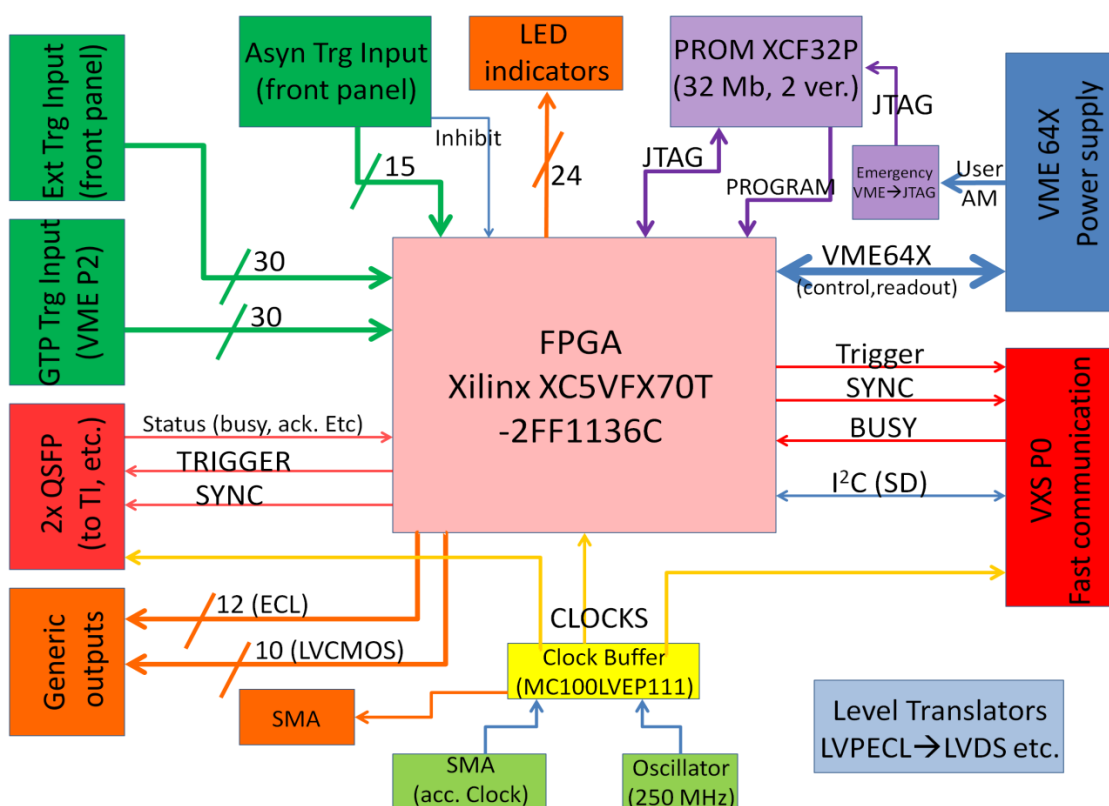 Ext Trg Input
(front panel)
Asyn Trg Input
(front panel)
LED
indicators
PROM XCF32P
(32 Mb, 2 ver.)
VME 64X
Power supply
JTAG
Inhibit
15
24
JTAG
PROGRAM
Emergency
VME→JTAG
User
AM
GTP Trg Input
(VME P2)
30
30
VME64X
(control,readout)
FPGA
Xilinx XC5VFX70T
-2FF1136C
Trigger
SYNC
BUSY
I²C (SD)
VXS P0
Fast communication
2x QSFP
(to TI, etc.)
Status (busy, ack. Etc)
TRIGGER
SYNC
Generic
outputs
12 (ECL)
10 (LVCMOS)
CLOCKS
Clock Buffer
(MC100LVEP111)
SMA
SMA
(acc. Clock)
Oscillator
(250 MHz)
Level Translators
LVPECL→LVDS etc.